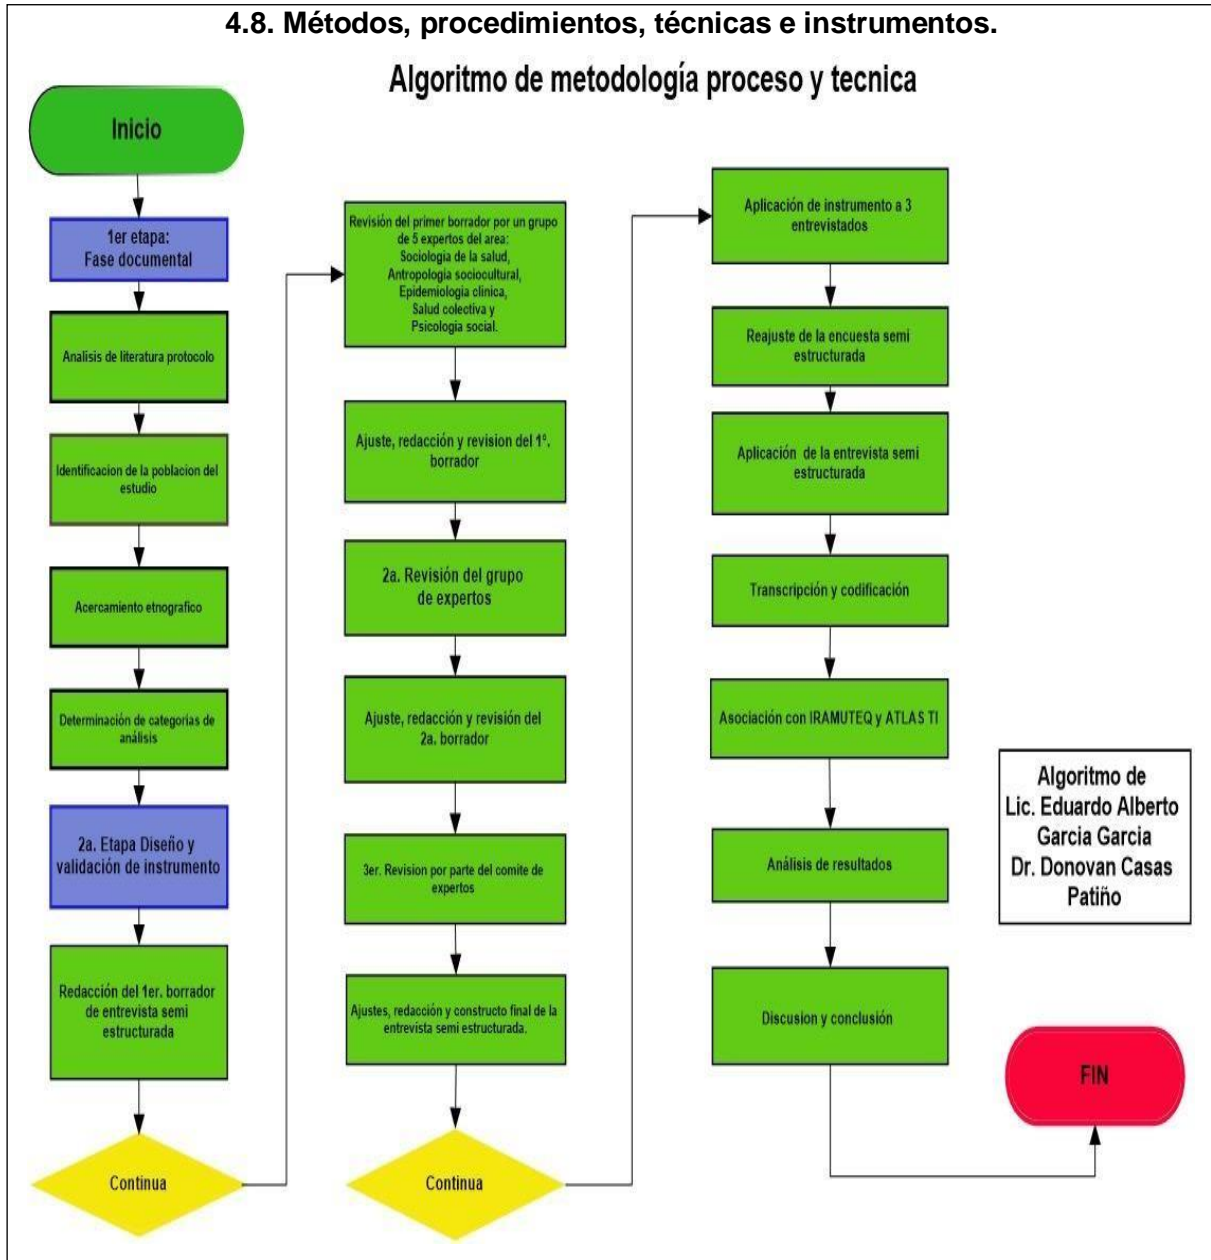 4.8. Métodos, procedimientos, técnicas e instrumentos.
Algoritmo de metodología proceso y tecnica
Inicio
1er etapa:
Fase documental
Analisis de literatura protocolo
Identificacion de la poblacion del
estudio
Acercamiento etnografico
Determinación de categorías de
análisis
2a. Etapa Diseño y
validación de instrumento
Redacción del 1er. borrador
de entrevista semi
estructurada
Continua
Revisión del primer borrador por un grupo
de 5 expertos del area:
Sociología de la salud,
Antropología sociocultural,
Epidemiologia clinica,
Salud colectiva y
Psicologia social.
Ajuste, redacción y revision del 1º.
borrador
2a. Revisión del grupo
de expertos
Ajuste, redacción y revisión del
2a. borrador
3er. Revision por parte del comite de
expertos
Ajustes, redacción y constructo final de la
entrevista semi estructurada.
Continua
Aplicación de instrumento a 3
entrevistados
Reajuste de la encuesta semi
estructurada
Aplicación de la entrevista semi
estructurada
Transcripción y codificación
Asociación con IRAMUTEQ y ATLAS TI
Análisis de resultados
Discusion y conclusión
Algoritmo de
Lic. Eduardo Alberto
Garcia Garcia
Dr. Donovan Casas
Patiño
FIN